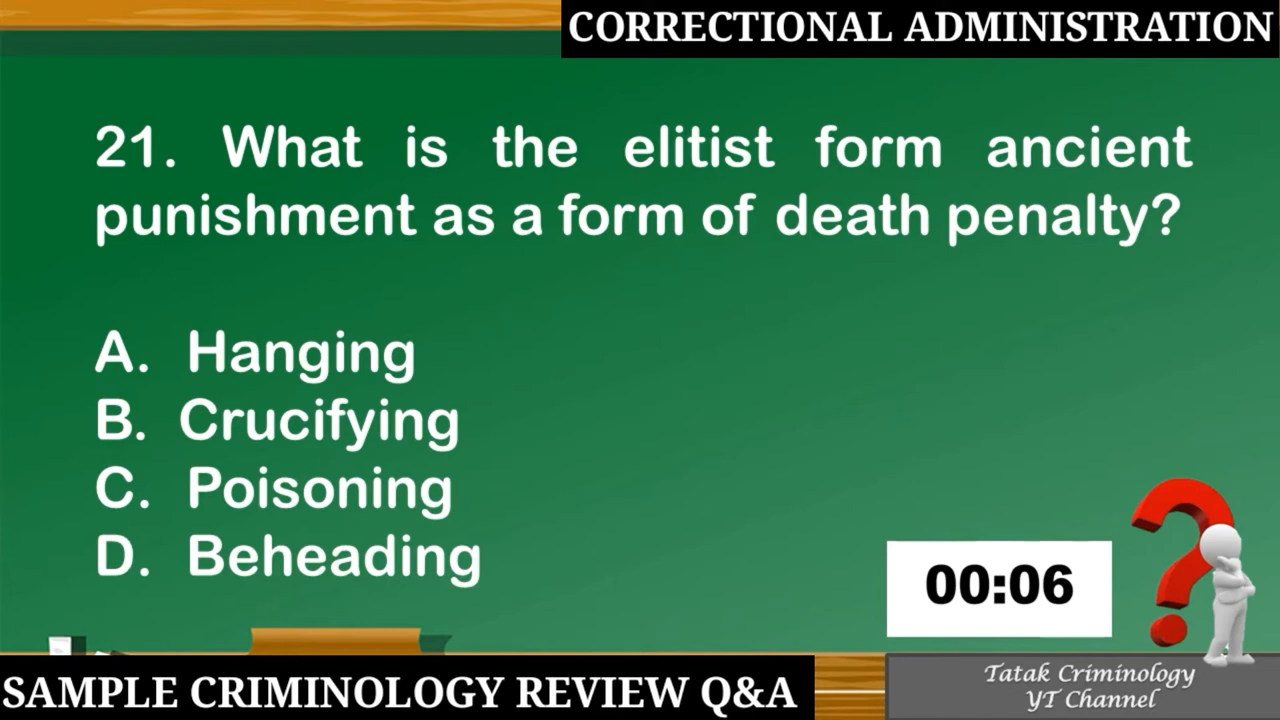 CORRECTIONAL ADMINISTRATION
21. What is the elitist form ancient
punishment as a form of death penalty?
A. Hanging
B. Crucifying
C. Poisoning
D. Beheading
00:06
Tatak Criminology
YT Channel
SAMPLE CRIMINOLOGY REVIEW Q&A